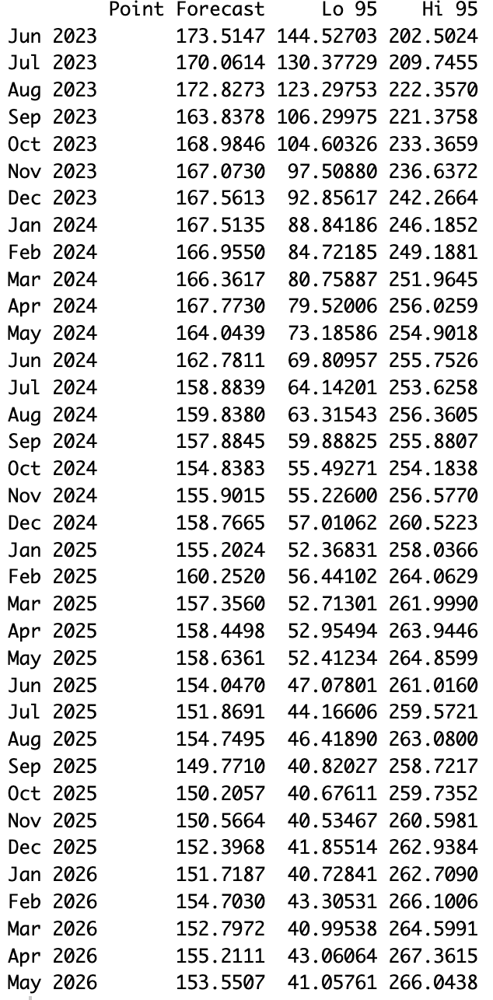 Point Forecast Lo 95 Hi 95
Jun 2023 173.5147 144.52703 202.5024
Jul 2023 170.0614 130.37729 209.7455
Aug 2023 172.8273 123.29753 222.3570
Sep 2023 163.8378 106.29975 221.3758
Oct 2023 168.9846 104.60326 233.3659
Nov 2023 167.0730 97.50880 236.6372
Dec 2023 167.5613 92.85617 242.2664
Jan 2024 167.5135 88.84186 246.1852
Feb 2024 166.9550 84.72185 249.1881
Mar 2024 166.3617 80.75887 251.9645
Apr 2024 167.7730 79.52006 256.0259
May 2024 164.0439 73.18586 254.9018
Jun 2024 162.7811 69.80957 255.7526
Jul 2024 158.8839 64.14201 253.6258
Aug 2024 159.8380 63.31543 256.3605
Sep 2024 157.8845 59.88825 255.8807
Oct 2024 154.8383 55.49271 254.1838
Nov 2024 155.9015 55.22600 256.5770
Dec 2024 158.7665 57.01062 260.5223
Jan 2025 155.2024 52.36831 258.0366
Feb 2025 160.2520 56.44102 264.0629
Mar 2025 157.3560 52.71301 261.9990
Apr 2025 158.4498 52.95494 263.9446
May 2025 158.6361 52.41234 264.8599
Jun 2025 154.0470 47.07801 261.0160
Jul 2025 151.8691 44.16606 259.5721
Aug 2025 154.7495 46.41890 263.0800
Sep 2025 149.7710 40.82027 258.7217
Oct 2025 150.2057 40.67611 259.7352
Nov 2025 150.5664 40.53467 260.5981
Dec 2025 152.3968 41.85514 262.9384
Jan 2026 151.7187 40.72841 262.7090
Feb 2026 154.7030 43.30531 266.1006
Mar 2026 152.7972 40.99538 264.5991
Apr 2026 155.2111 43.06064 267.3615
May 2026 153.5507 41.05761 266.0438